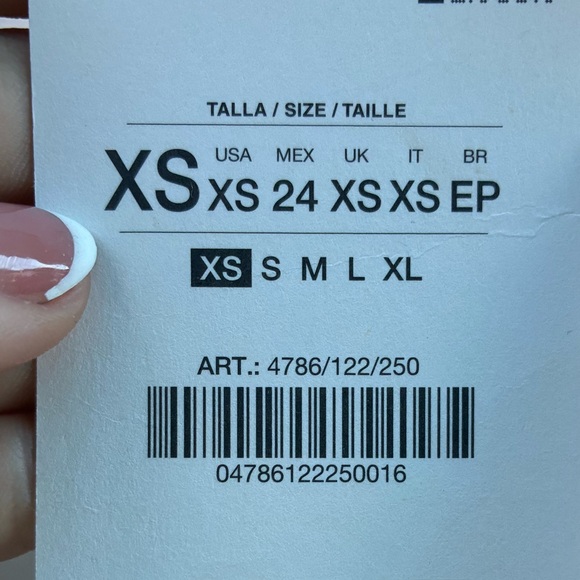 TALLA / SIZE / TAILLE
USA MEX UK IT BR
XS XS 24 XS XS EP
XS S M L XL
ART.: 4786/122/250
04786122250016